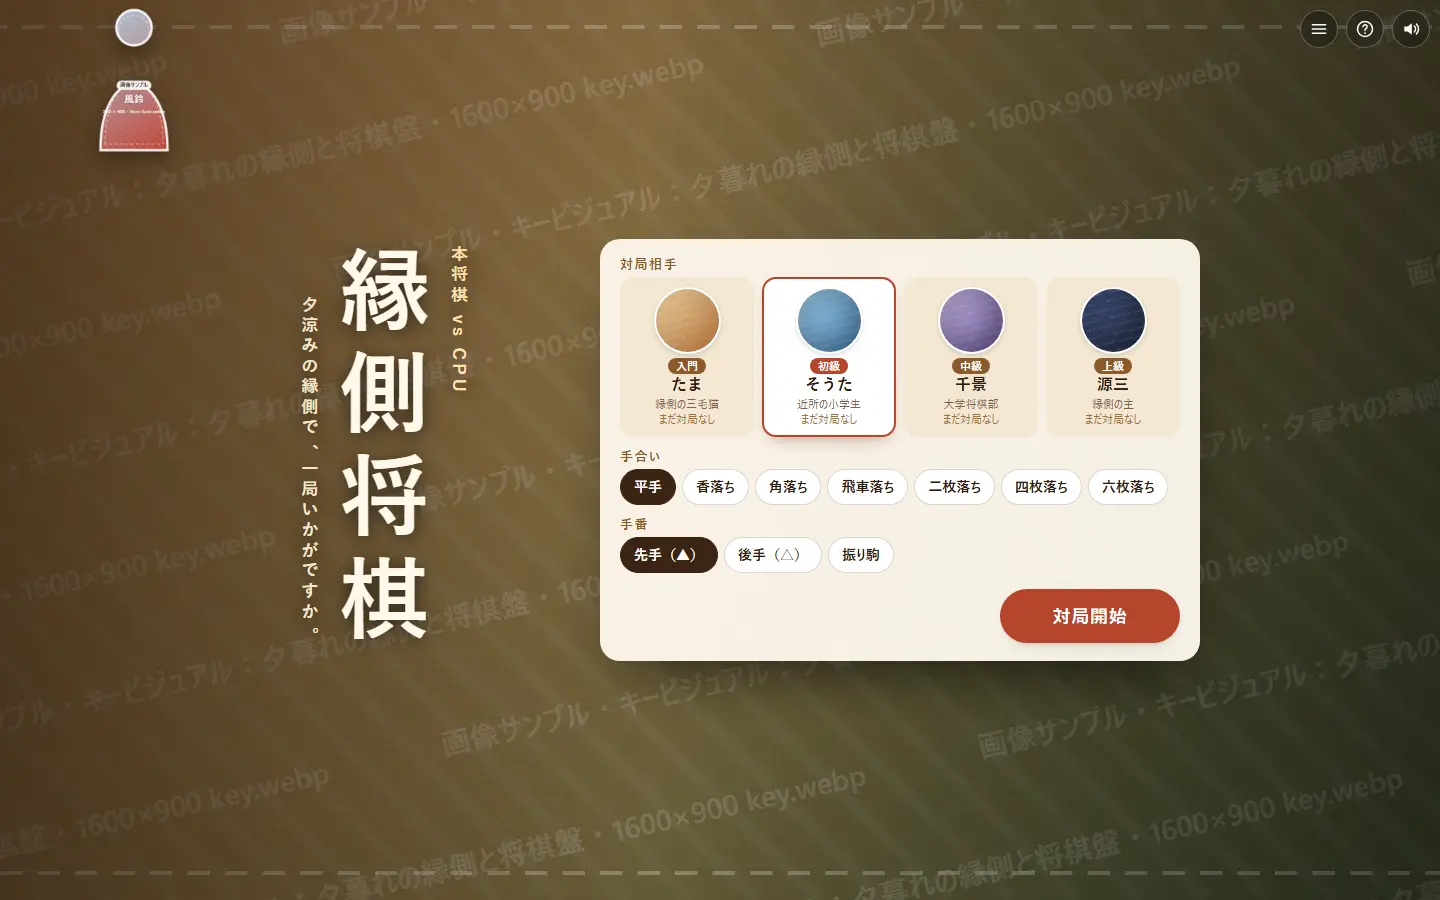 画像サンプル
風鈴
本将棋 vs CPU
縁側将棋
夕涼みの縁側で、一局いかがですか。
対局相手
入門
たま
縁側の三毛猫
まだ対局なし
初級
そうた
近所の小学生
まだ対局なし
中級
千景
大学将棋部
まだ対局なし
上級
源三
縁側の主
まだ対局なし
手合い
平手
香落ち
角落ち
飛車落ち
二枚落ち
四枚落ち
六枚落ち
手番
先手（▲）
後手（△）
振り駒
対局開始
画像サンプル・キービジュアル：夕暮れの縁側と将棋盤・1600×900 key.webp